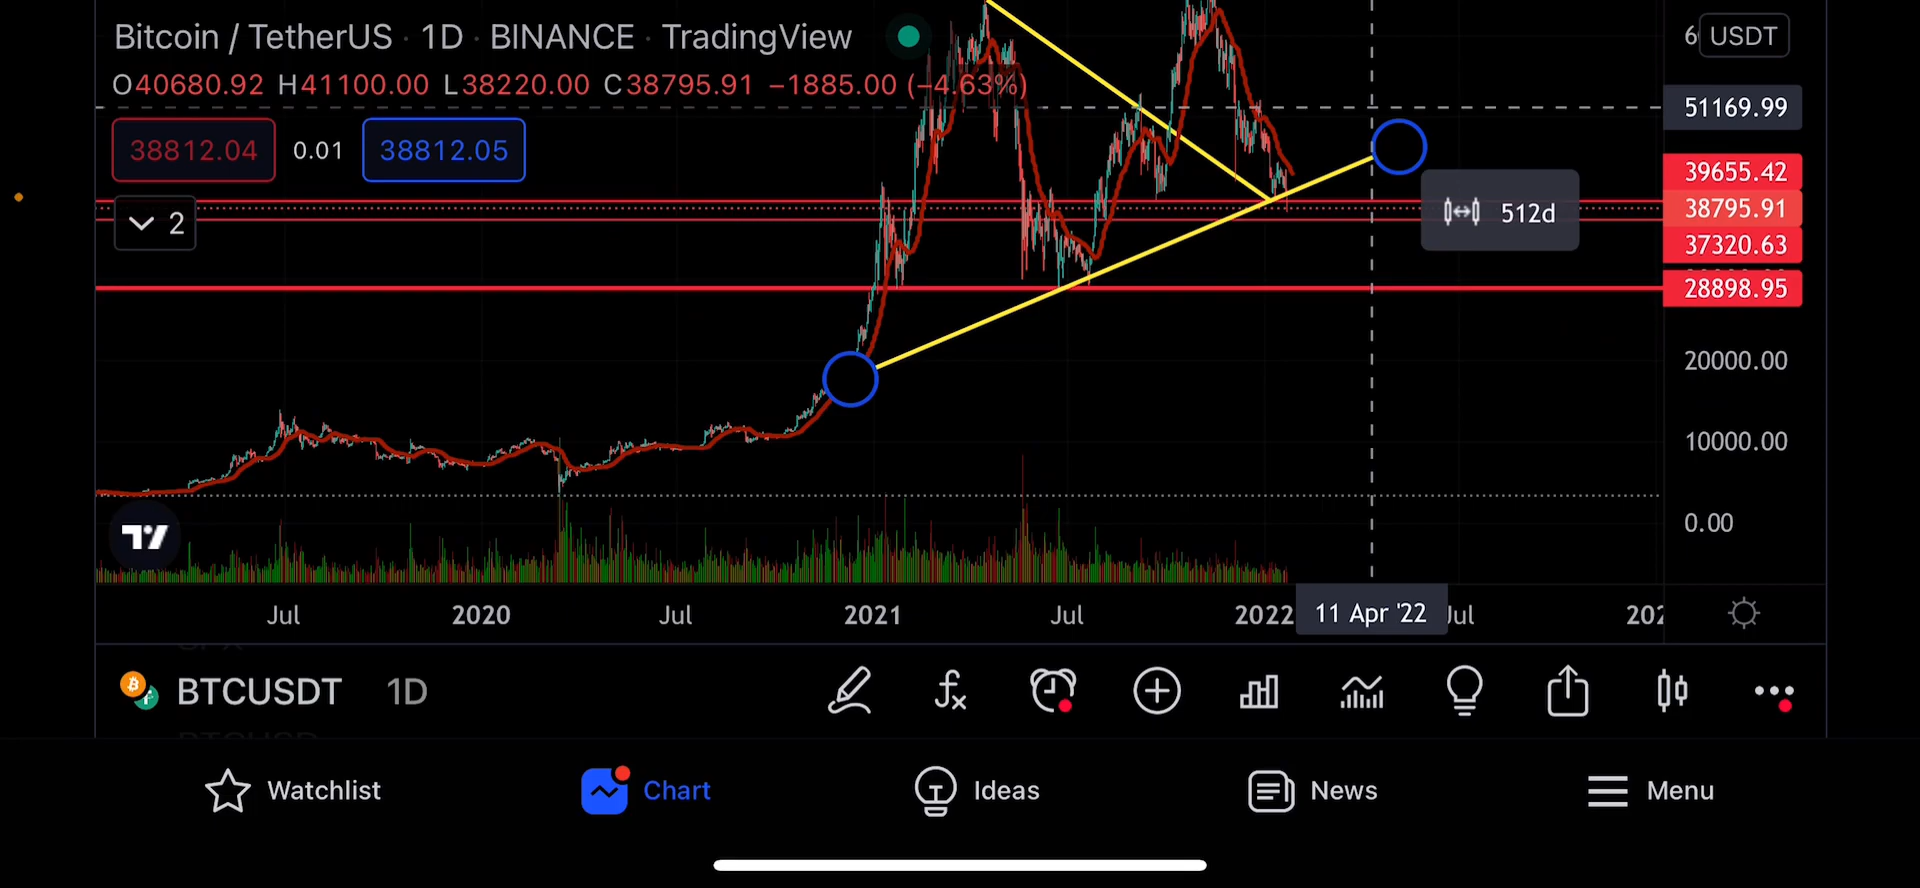 Bitcoin / TetherUS · 1D · BINANCE · TradingView
O40680.92 H41100.00 L38220.00 C38795.91 −1885.00 (−4.63%)
38812.04 0.01 38812.05
2
USDT
51169.99
39655.42
38795.91
37320.63
28898.95
20000.00
10000.00
0.00
512d
Jul 2020 Jul 2021 Jul 2022 11 Apr '22 Jul
BTCUSDT 1D
Watchlist Chart Ideas News Menu